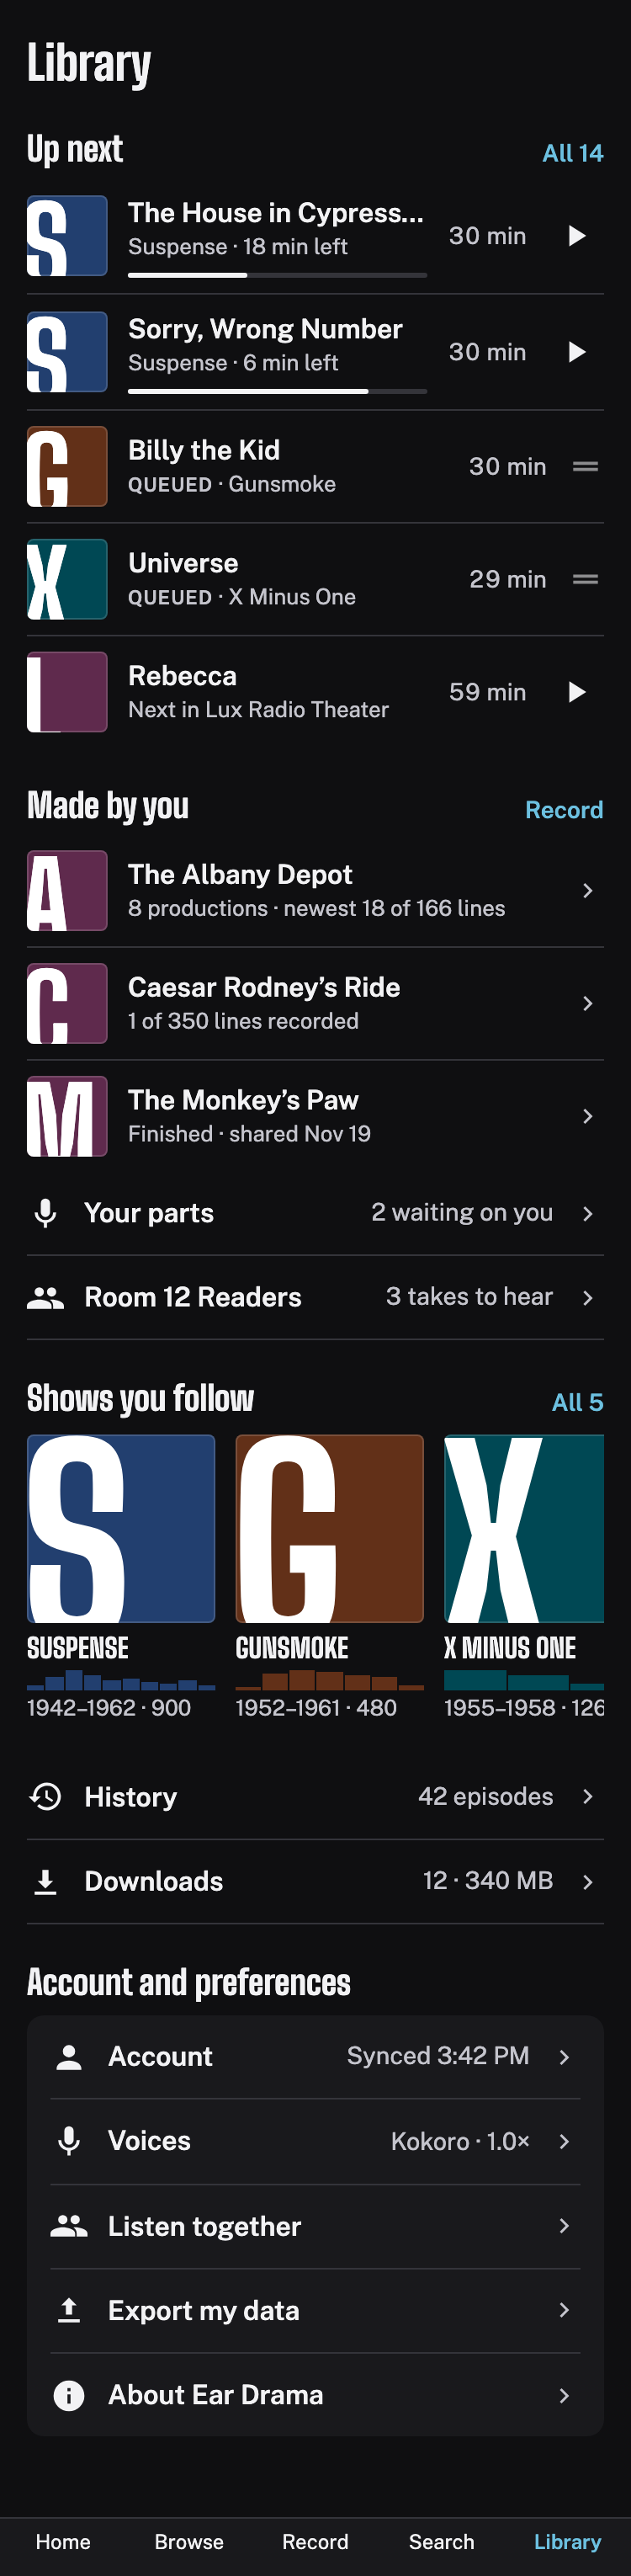 Library
Up next
All 14
S
The House in Cypress...
Suspense · 18 min left
30 min
S
Sorry, Wrong Number
Suspense · 6 min left
30 min
G
Billy the Kid
QUEUED · Gunsmoke
30 min
X
Universe
QUEUED · X Minus One
29 min
Rebecca
Next in Lux Radio Theater
59 min
Made by you
Record
A
The Albany Depot
8 productions · newest 18 of 166 lines
C
Caesar Rodney’s Ride
1 of 350 lines recorded
M
The Monkey’s Paw
Finished · shared Nov 19
Your parts
2 waiting on you
Room 12 Readers
3 takes to hear
Shows you follow
All 5
S
G
X
SUSPENSE
GUNSMOKE
X MINUS ONE
1942–1962 · 900
1952–1961 · 480
1955–1958 · 126
History
42 episodes
Downloads
12 · 340 MB
Account and preferences
Account
Synced 3:42 PM
Voices
Kokoro · 1.0×
Listen together
Export my data
About Ear Drama
Home
Browse
Record
Search
Library